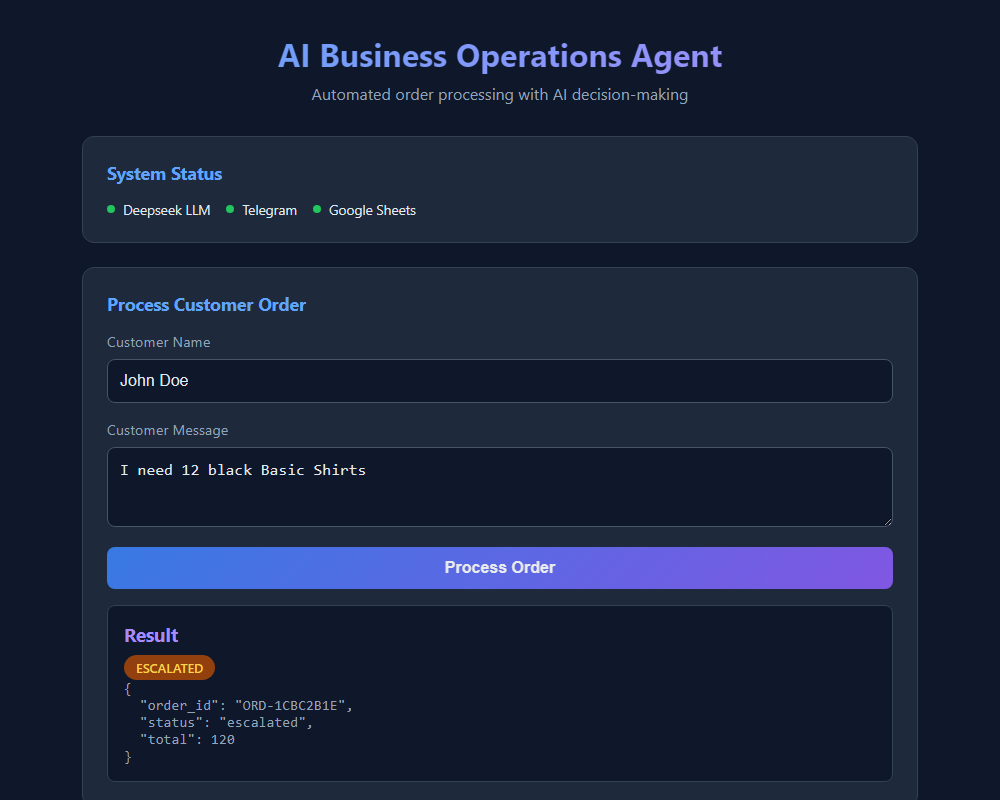 AI Business Operations Agent
Automated order processing with AI decision-making
System Status
Deepseek LLM Telegram Google Sheets
Process Customer Order
Customer Name
John Doe
Customer Message
I need 12 black Basic Shirts
Process Order
Result
ESCALATED
{
  "order_id": "ORD-1CBC2B1E",
  "status": "escalated",
  "total": 120
}